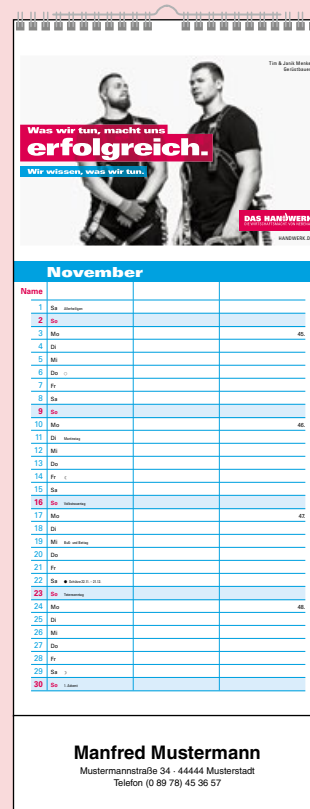 Tim & Janik Menke
Gerüstbauer
Was wir tun, macht uns
erfolgreich.
Wir wissen, was wir tun.
DAS HANDWERK
HANDWERK.D
November
Name
1 Sa Allerheiligen
2 So
3 Mo 45.
4 Di
5 Mi
6 Do
7 Fr
8 Sa
9 So
10 Mo 46.
11 Di Martinstag
12 Mi
13 Do
14 Fr
15 Sa
16 So Volkstrauertag
17 Mo 47.
18 Di
19 Mi Buß- und Bettag
20 Do
21 Fr
22 Sa
23 So Totensonntag
24 Mo 48.
25 Di
26 Mi
27 Do
28 Fr
29 Sa
30 So 1. Advent
Manfred Mustermann
Mustermannstraße 34 · 44444 Musterstadt
Telefon (0 89 78) 45 36 57